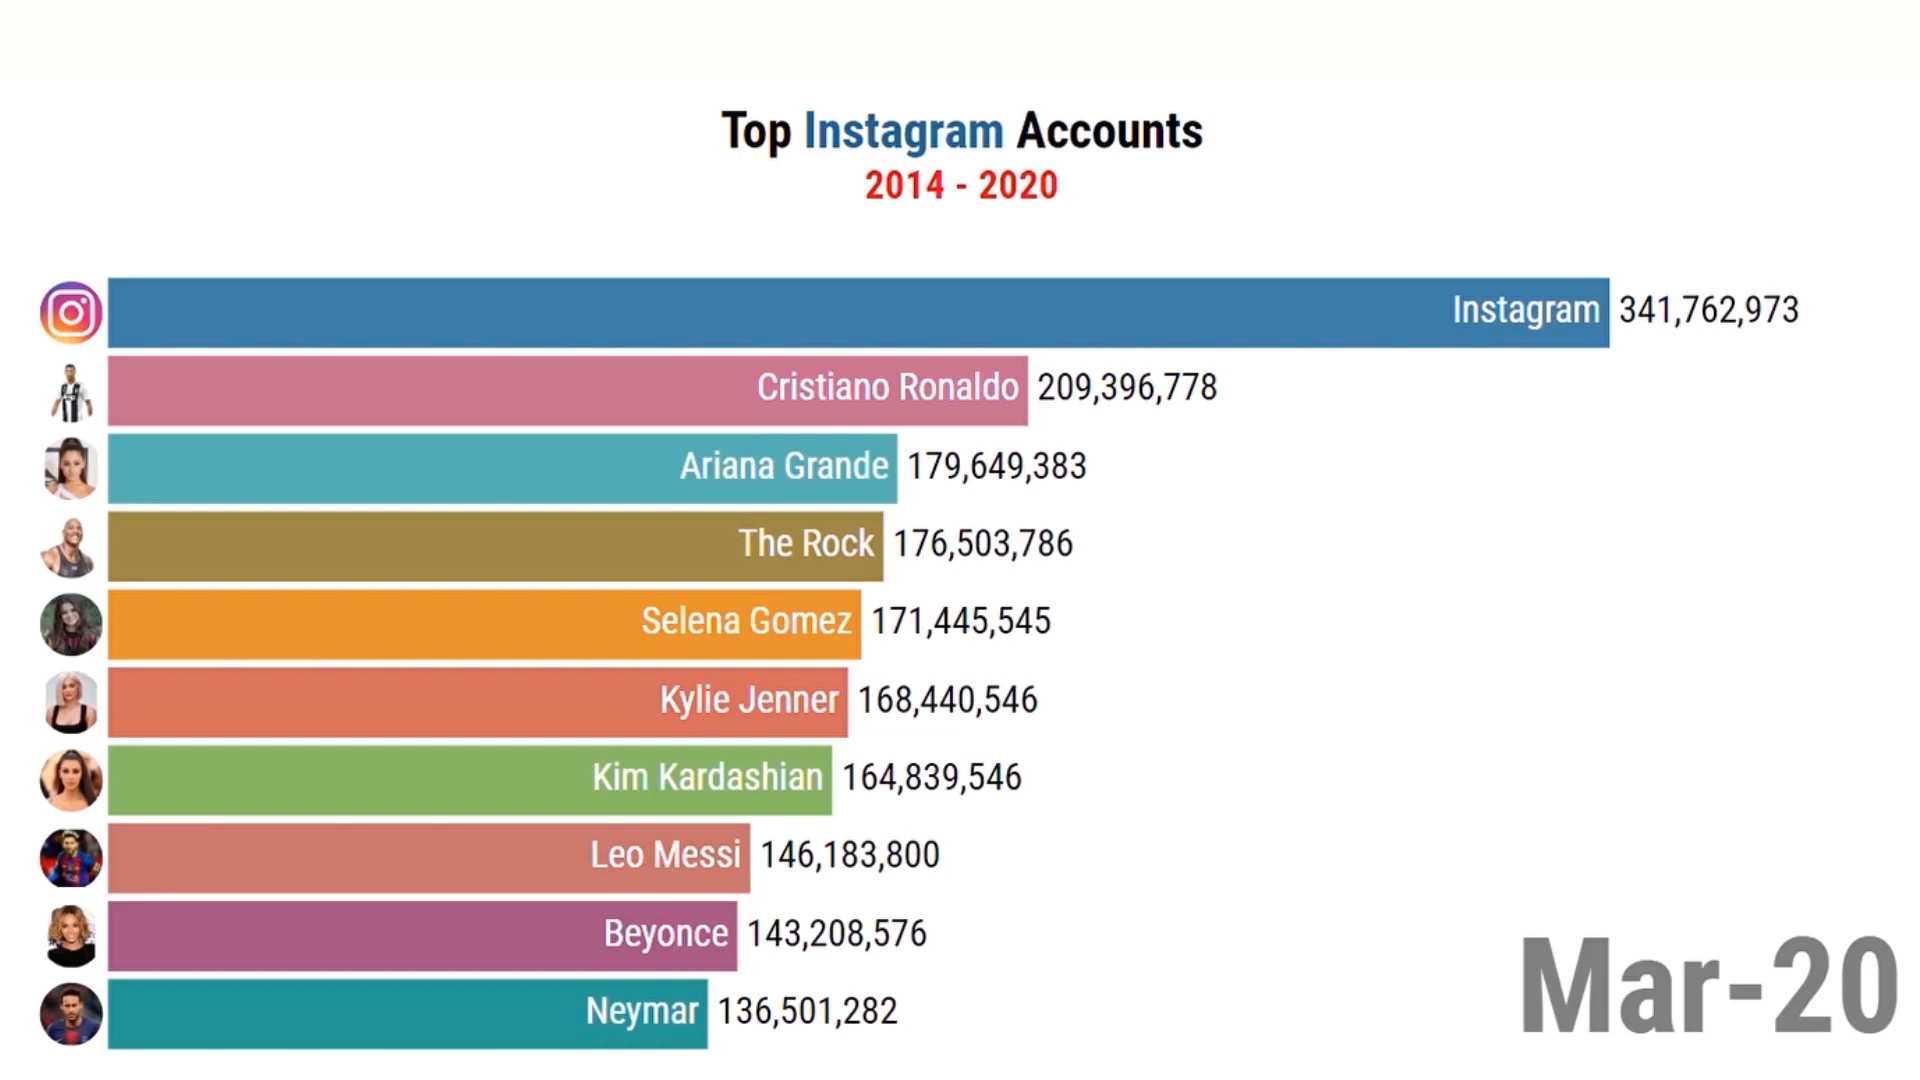 Top Instagram Accounts
2014 - 2020
Instagram 341,762,973
Cristiano Ronaldo 209,396,778
Ariana Grande 179,649,383
The Rock 176,503,786
Selena Gomez 171,445,545
Kylie Jenner 168,440,546
Kim Kardashian 164,839,546
Leo Messi 146,183,800
Beyonce 143,208,576
Neymar 136,501,282
Mar-20